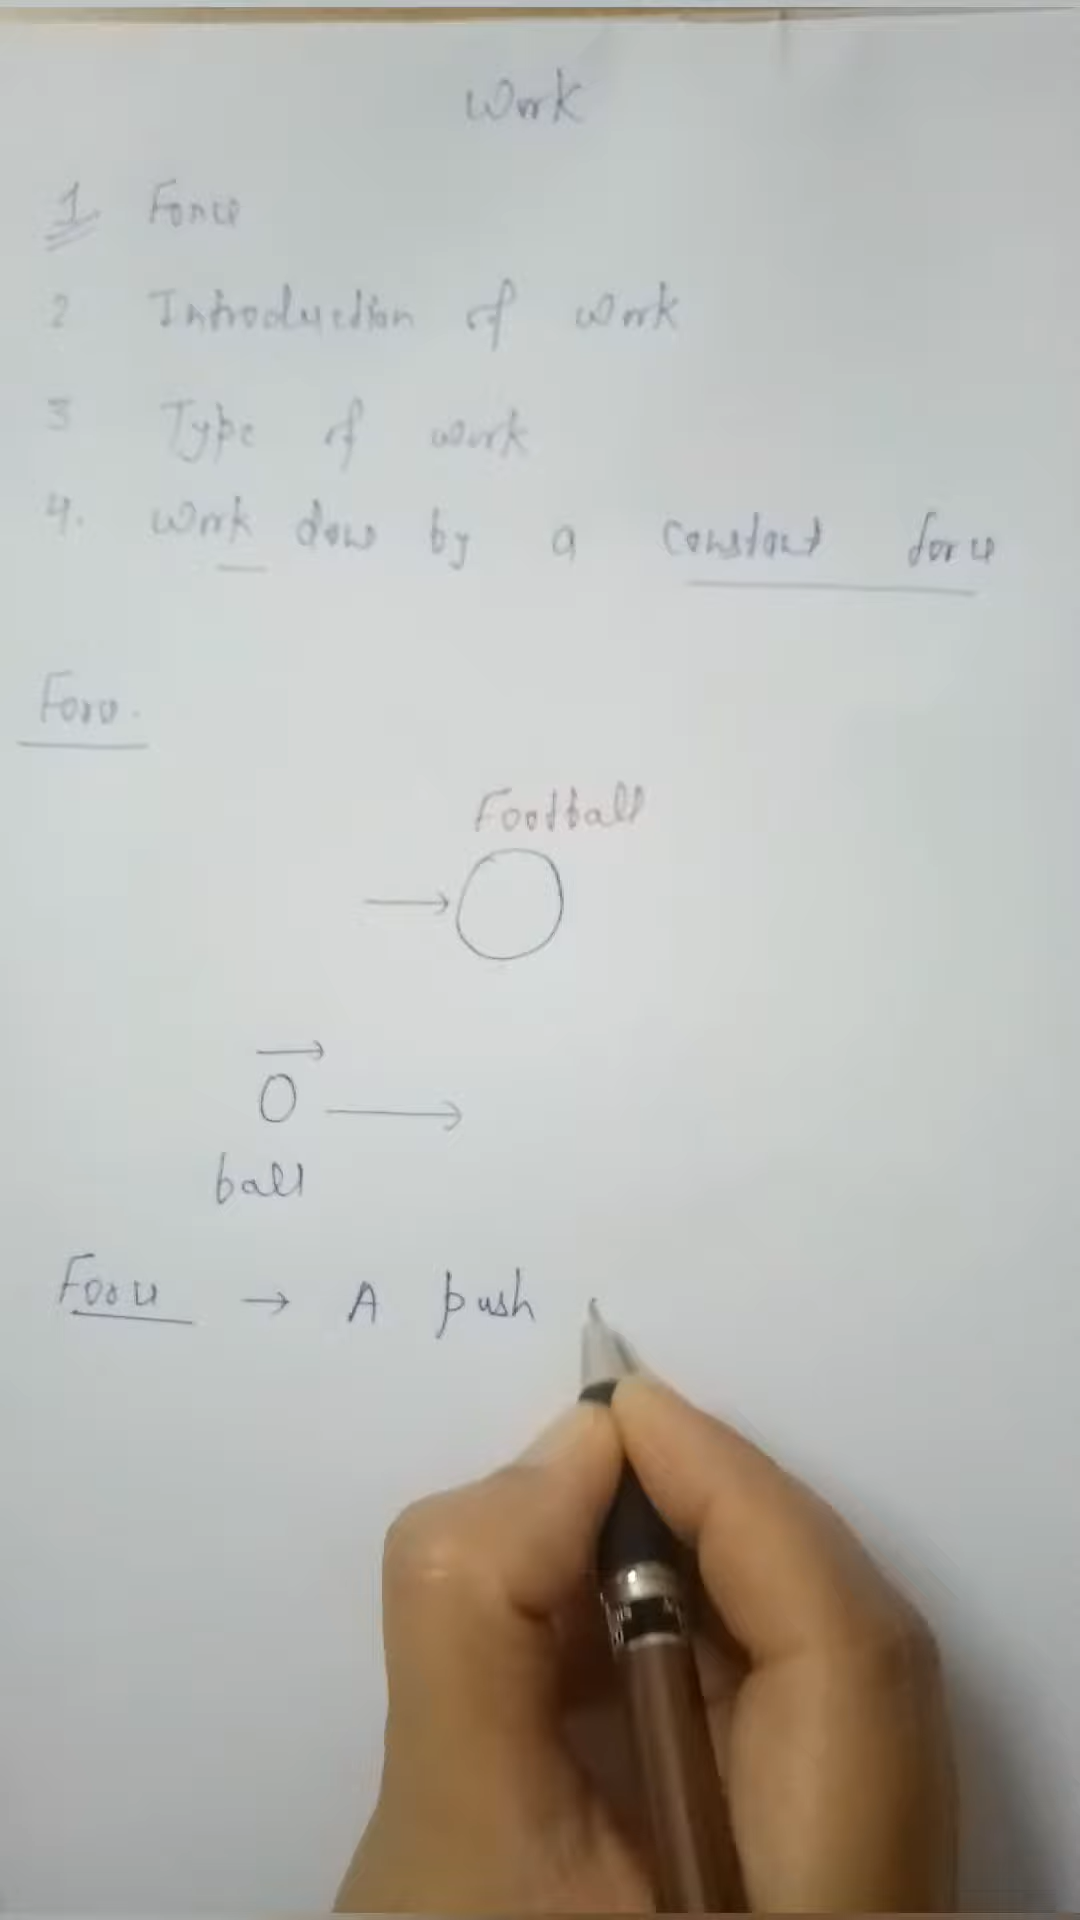 Work
1. Force
2 Introduction of work
3 Type of work
4. Work done by a constant force
Force.
Football
ball
Force → A push